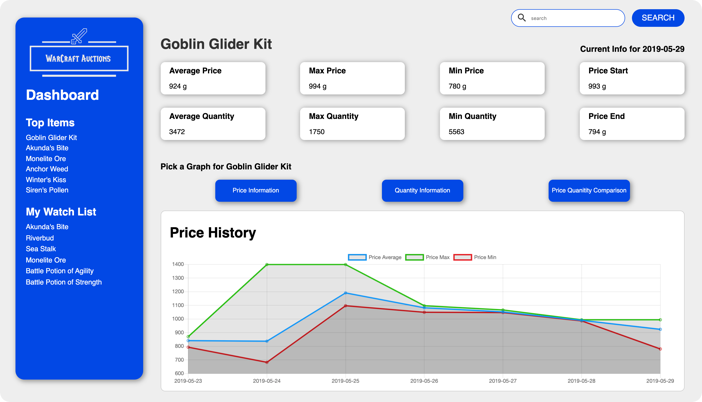 search
SEARCH
WarCraft Auctions
Dashboard
Top Items
Goblin Glider Kit
Akunda's Bite
Monelite Ore
Anchor Weed
Winter's Kiss
Siren's Pollen
My Watch List
Akunda's Bite
Riverbud
Sea Stalk
Monelite Ore
Battle Potion of Agility
Battle Potion of Strength
Goblin Glider Kit
Current Info for 2019-05-29
Average Price
924 g
Max Price
994 g
Min Price
780 g
Price Start
993 g
Average Quantity
3472
Max Quantity
1750
Min Quantity
5563
Price End
794 g
Pick a Graph for Goblin Glider Kit
Price Information
Quantity Information
Price Quanitity Comparison
Price History
Price Average
Price Max
Price Min
1400
1300
1200
1100
1000
900
800
700
600
2019-05-23
2019-05-24
2019-05-25
2019-05-26
2019-05-27
2019-05-28
2019-05-29